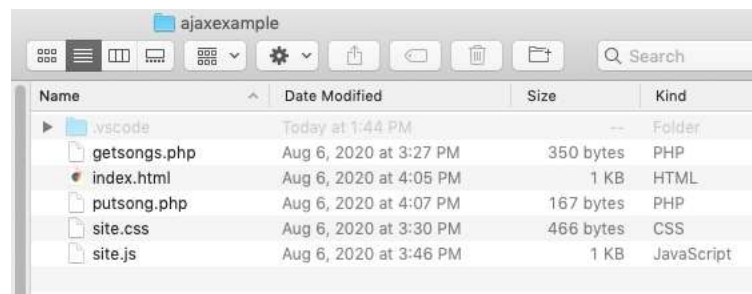 ajaxexample
Search
Name Date Modified Size Kind
.vscode Today at 1:44 PM -- Folder
getsongs.php Aug 6, 2020 at 3:27 PM 350 bytes PHP
index.html Aug 6, 2020 at 4:05 PM 1 KB HTML
putsong.php Aug 6, 2020 at 4:07 PM 167 bytes PHP
site.css Aug 6, 2020 at 3:30 PM 466 bytes CSS
site.js Aug 6, 2020 at 3:46 PM 1 KB JavaScript